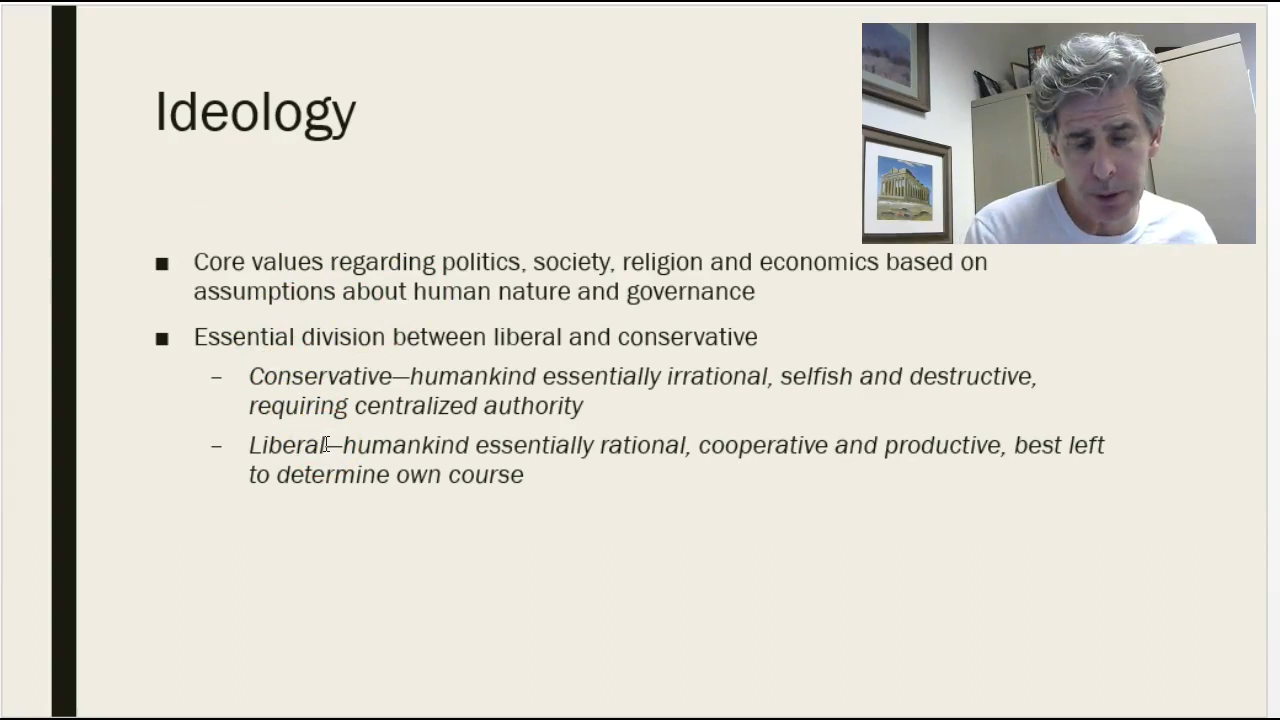 Ideology
■ Core values regarding politics, society, religion and economics based on
assumptions about human nature and governance
■ Essential division between liberal and conservative
– Conservative—humankind essentially irrational, selfish and destructive,
requiring centralized authority
– Liberal—humankind essentially rational, cooperative and productive, best left
to determine own course